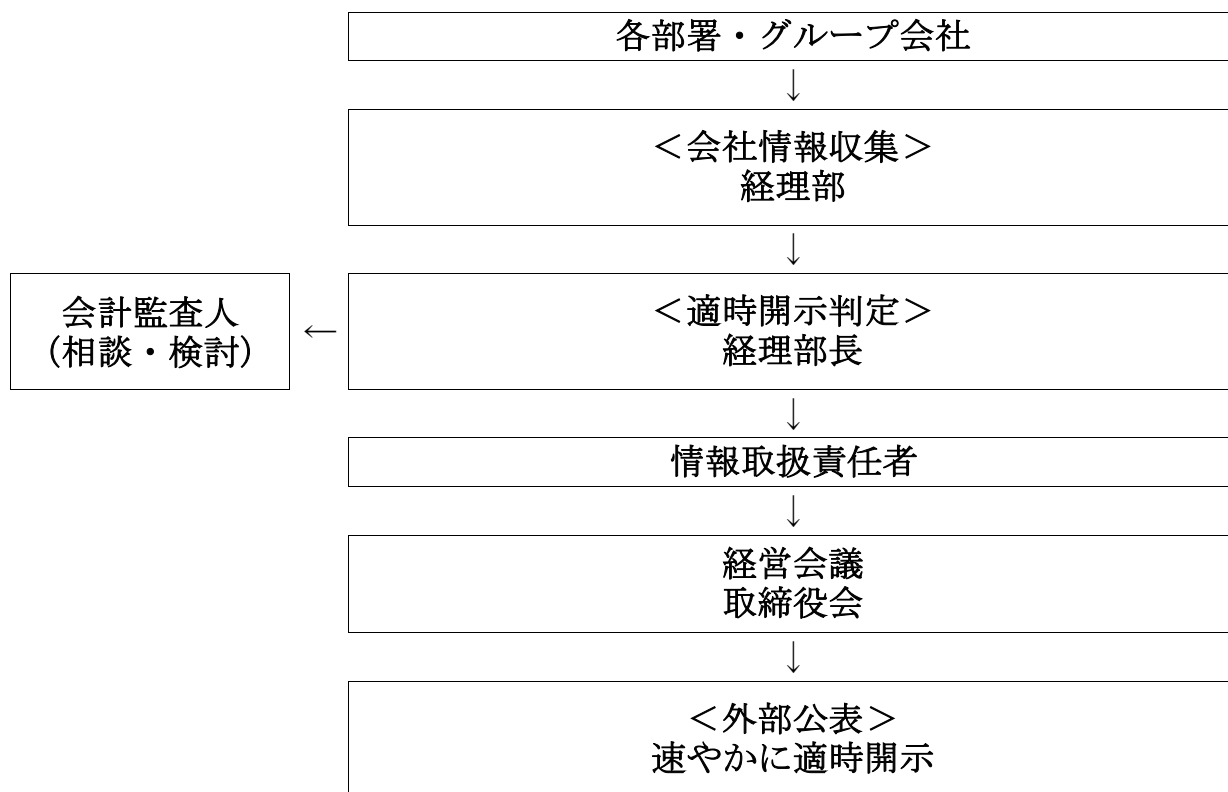 各部署・グループ会社
↓
＜会社情報収集＞
経理部
↓
会計監査人
（相談・検討）
←
＜適時開示判定＞
経理部長
↓
情報取扱責任者
↓
経営会議
取締役会
↓
＜外部公表＞
速やかに適時開示